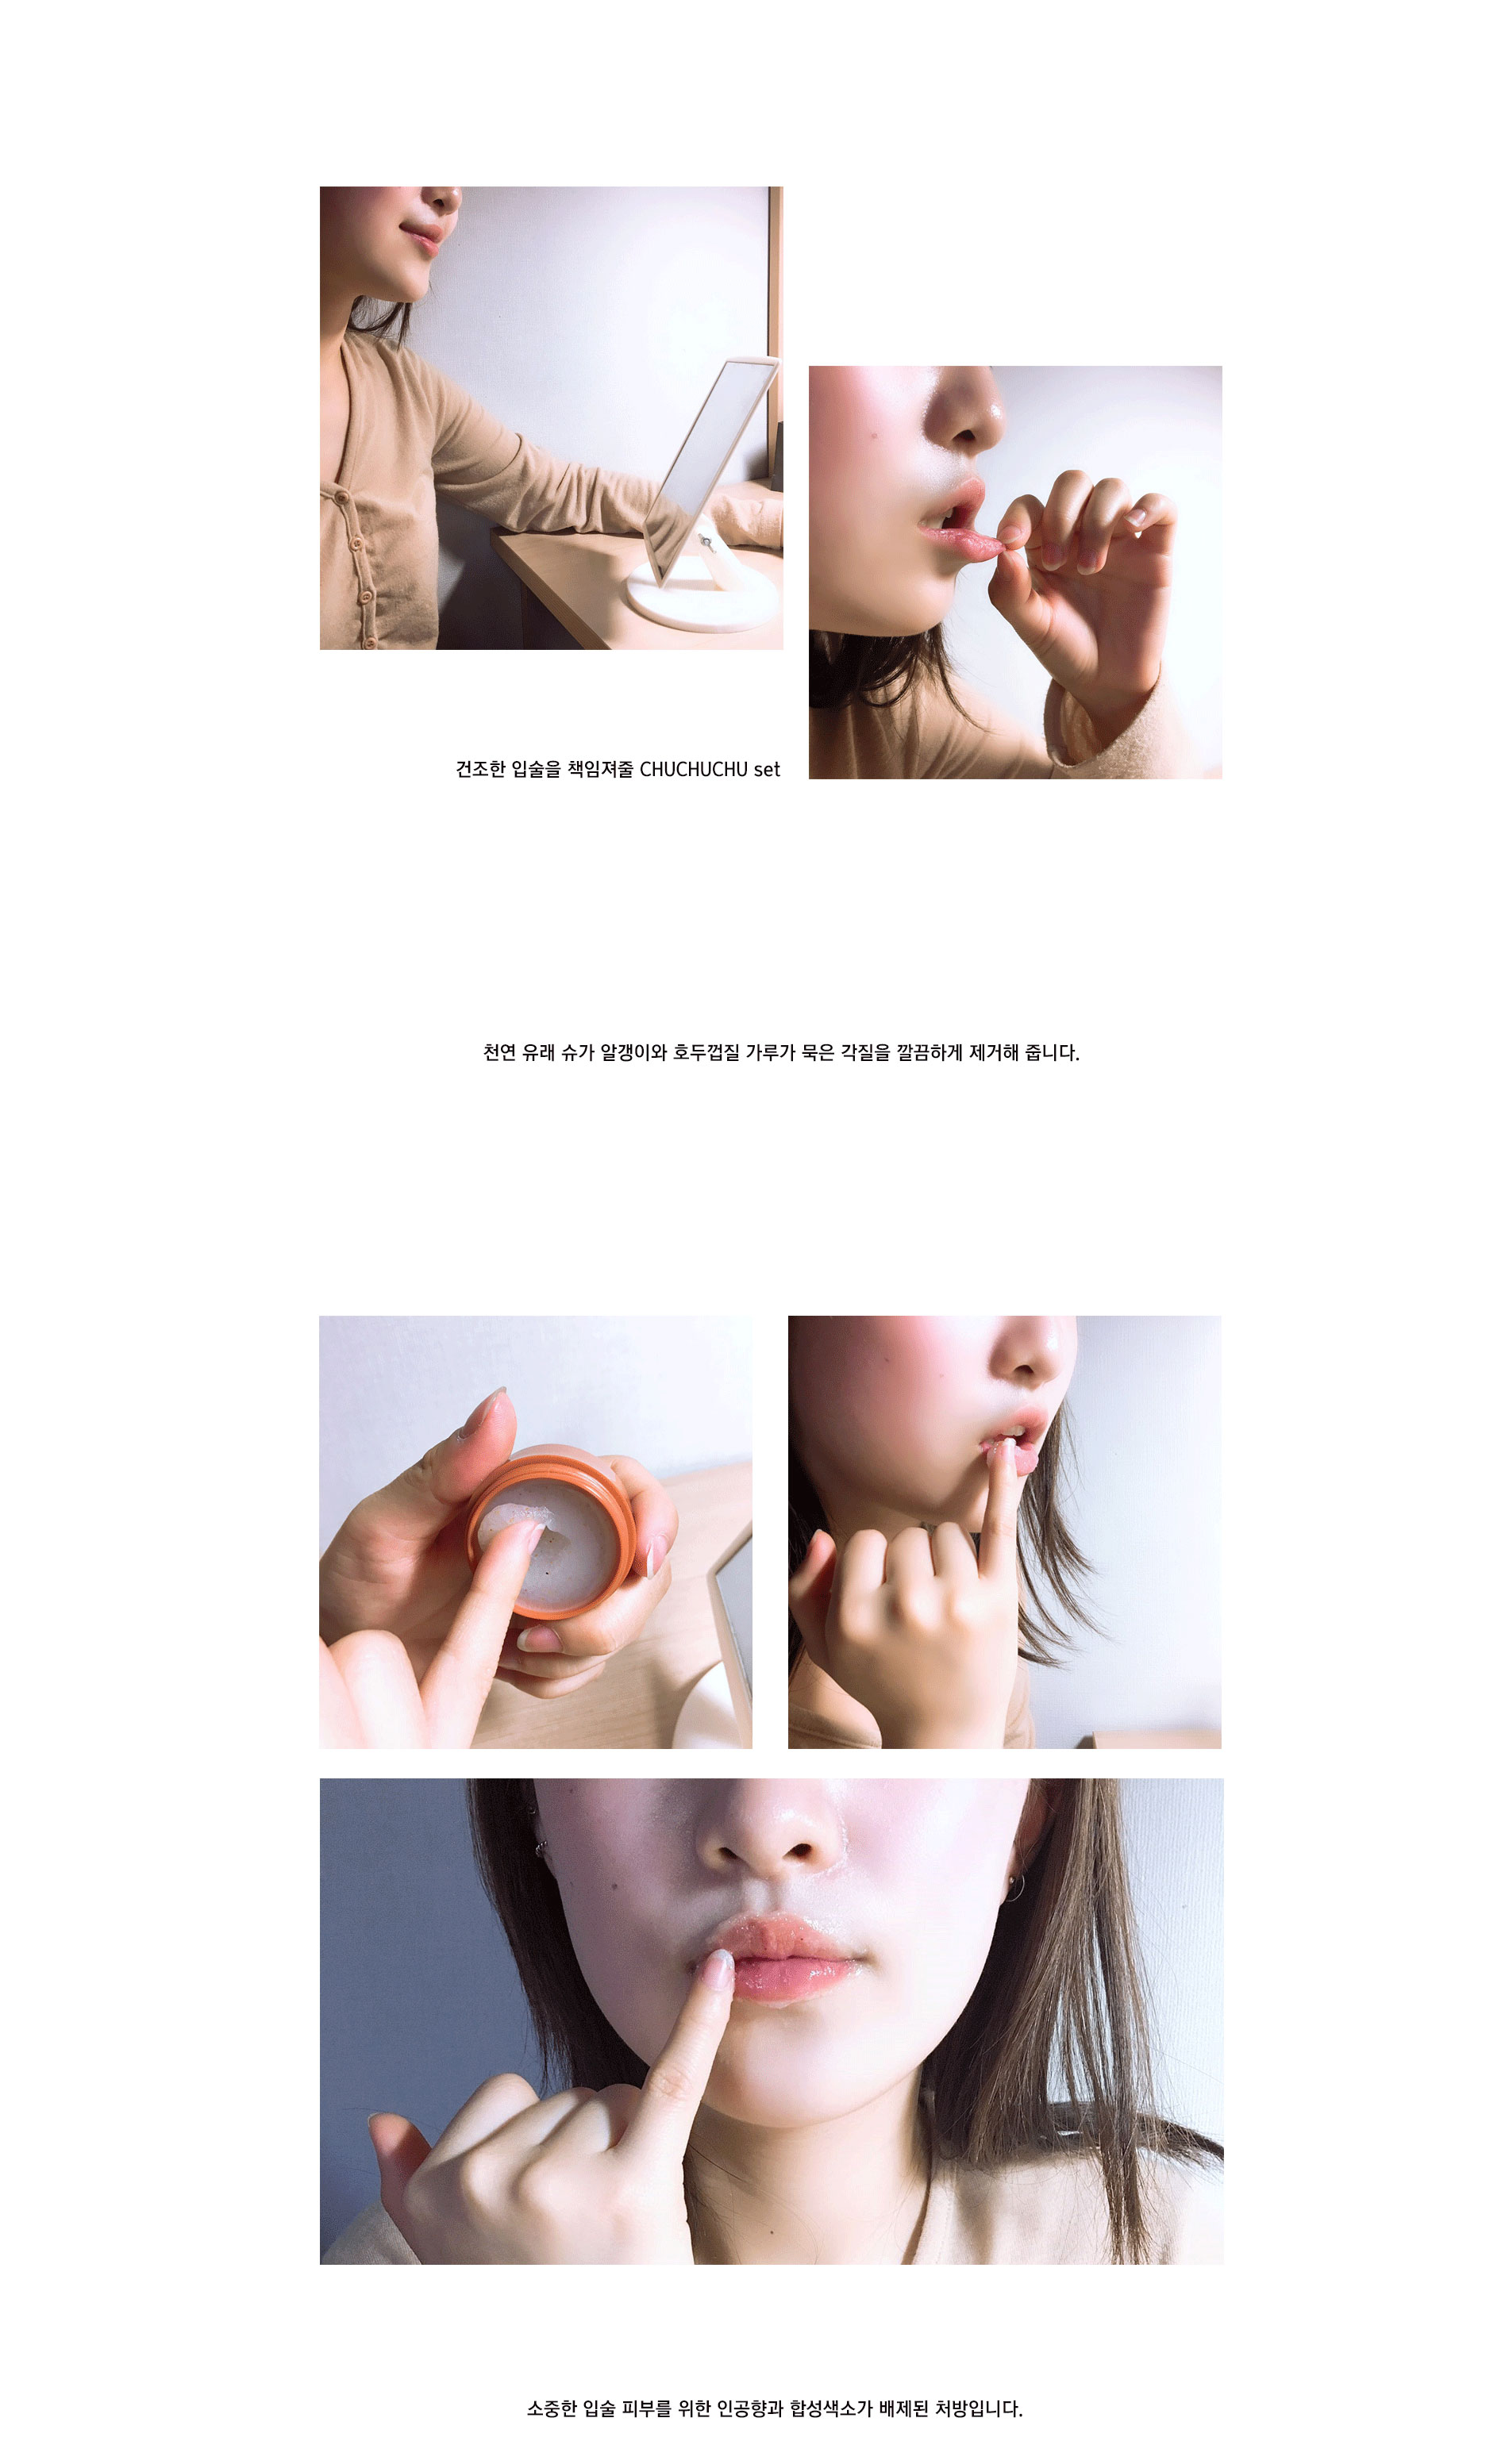 건조한 입술을 책임져줄 CHUCHUCHU set
천연 유래 슈가 알갱이와 호두껍질 가루가 묵은 각질을 깔끔하게 제거해 줍니다.
소중한 입술 피부를 위한 인공향과 합성색소가 배제된 처방입니다.